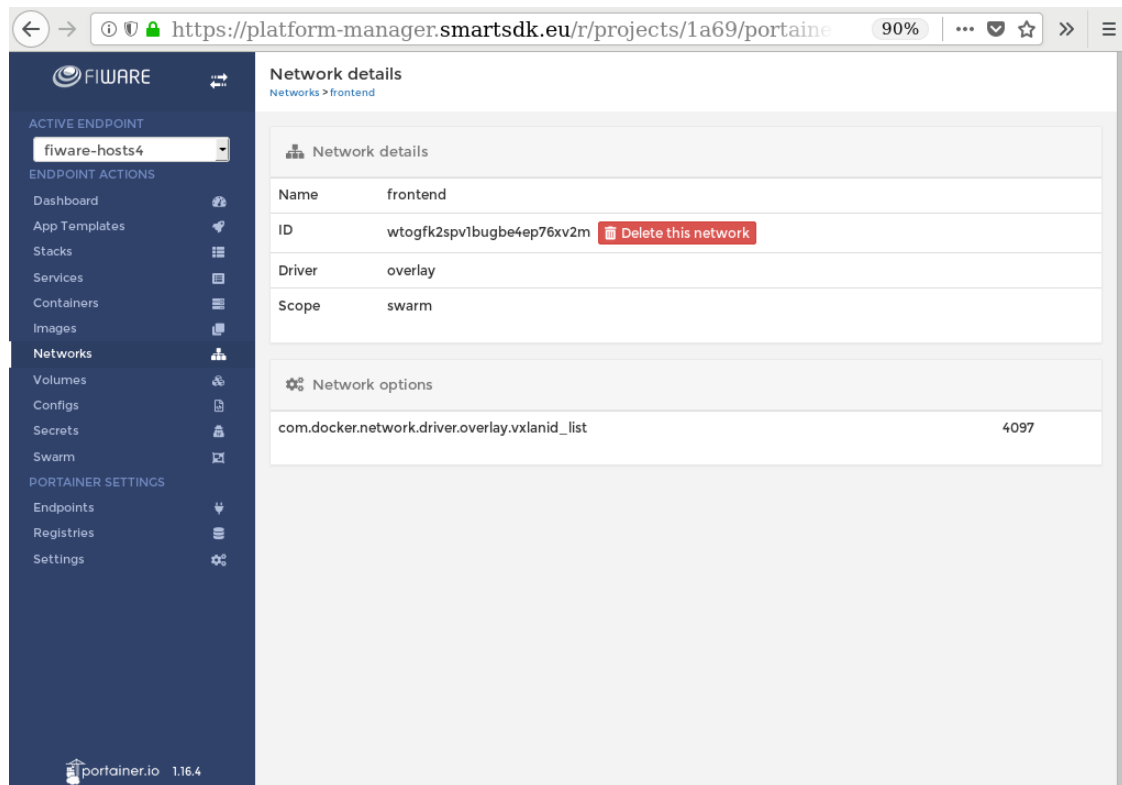 https://platform-manager.smartsdk.eu/r/projects/1a69/portaine
90%
FIWARE
ACTIVE ENDPOINT
fiware-hosts4
ENDPOINT ACTIONS
Dashboard
App Templates
Stacks
Services
Containers
Images
Networks
Volumes
Configs
Secrets
Swarm
PORTAINER SETTINGS
Endpoints
Registries
Settings
portainer.io 1.16.4
Network details
Networks > frontend
Network details
Name frontend
ID wtogfk2spv1bugbe4ep76xv2m Delete this network
Driver overlay
Scope swarm
Network options
com.docker.network.driver.overlay.vxlanid_list 4097